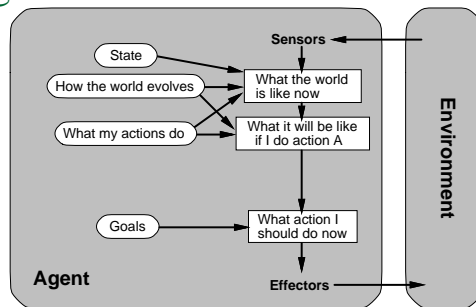 Sensors
State
How the world evolves
What the world
is like now
What my actions do
What it will be like
if I do action A
Goals
What action I
should do now
Agent
Effectors
Environment